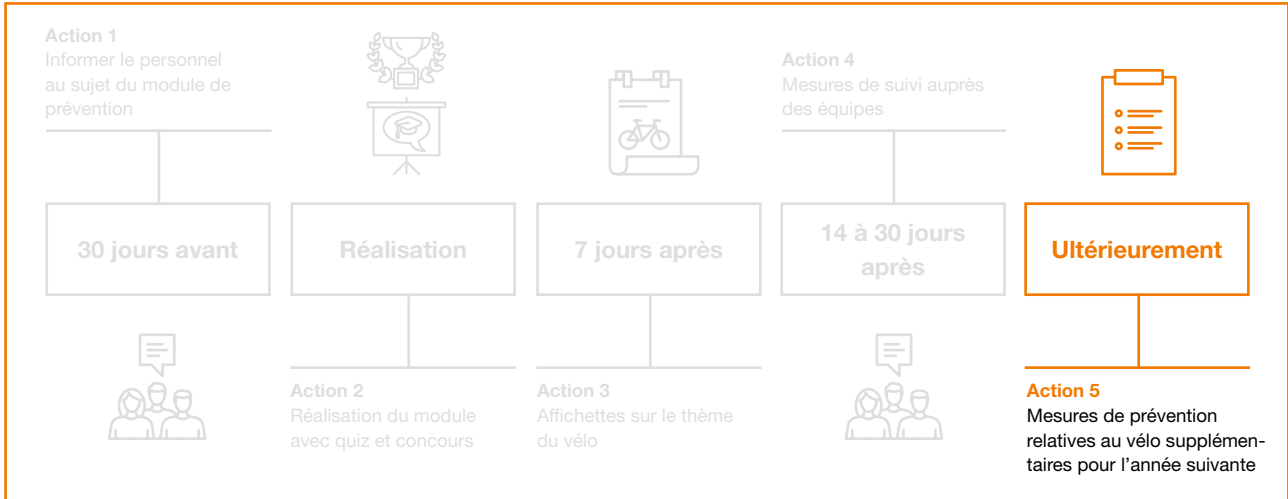 Action 1
Informer le personnel
au sujet du module de
prévention
30 jours avant
Réalisation
Action 2
Réalisation du module
avec quiz et concours
7 jours après
Action 3
Affichettes sur le thème
du vélo
Action 4
Mesures de suivi auprès
des équipes
14 à 30 jours
après
Ultérieurement
Action 5
Mesures de prévention
relatives au vélo supplémen-
taires pour l’année suivante